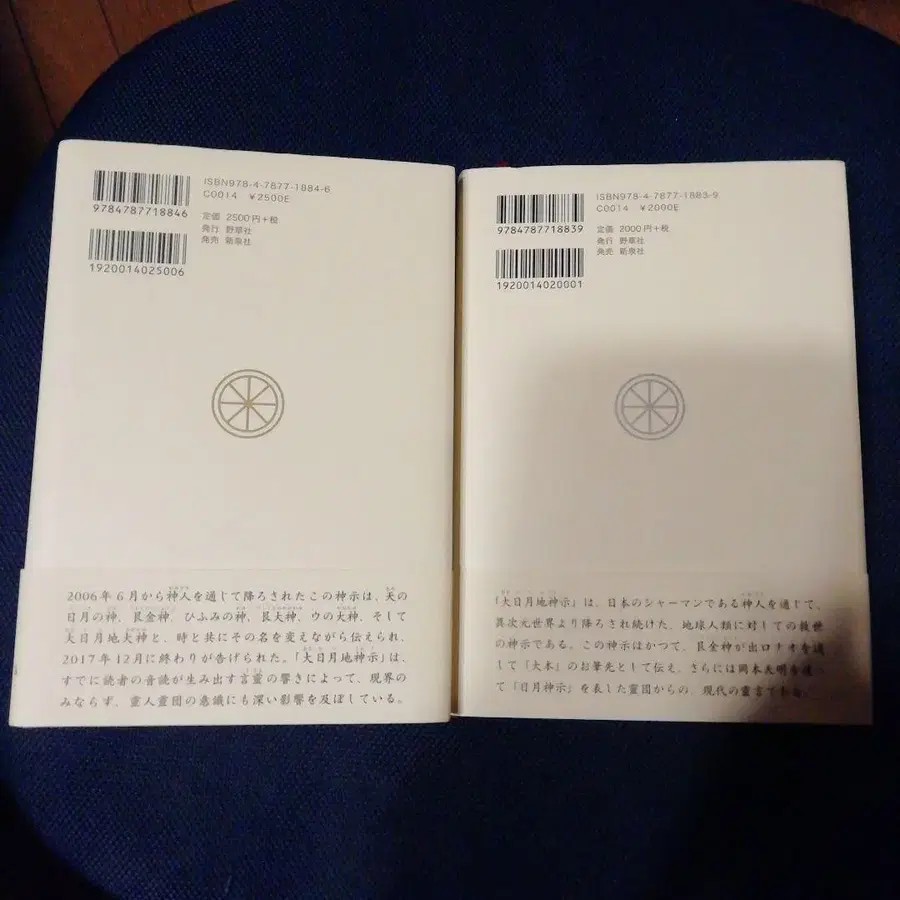 ISBN978-4-7877-1884-6
C0014 ¥2500E
9784787718846
定価 2500円+税
発行 野草社
発売 新泉社
1920014025006
2006年6月から神人を通じて降ろされたこの神示は、天の
日月の神、艮金神、ひふみの神、艮大神、ウの大神、そして
大日月地大神と、時と共にその名を変えながら伝えられ、
2017年12月に終わりが告げられた。「大日月地神示」は、
すでに読者の音読が生み出す言霊の響きによって、現界の
みならず、霊人霊団の意識にも深い影響を及ぼしている。
ISBN978-4-7877-1883-9
C0014 ¥2000E
9784787718839
定価 2000円+税
発行 野草社
発売 新泉社
1920014020001
「大日月地神示」は、日本のシャーマンである神人を通じて、
異次元世界より降ろされ続けた、地球人類に対しての救世
の神示である。この神示はかつて、艮金神が出口ナオを通
して『大本』のお筆先として伝え、さらには岡本天明を使っ
て『日月神示』を表した霊団からの、現代の霊言でもある。